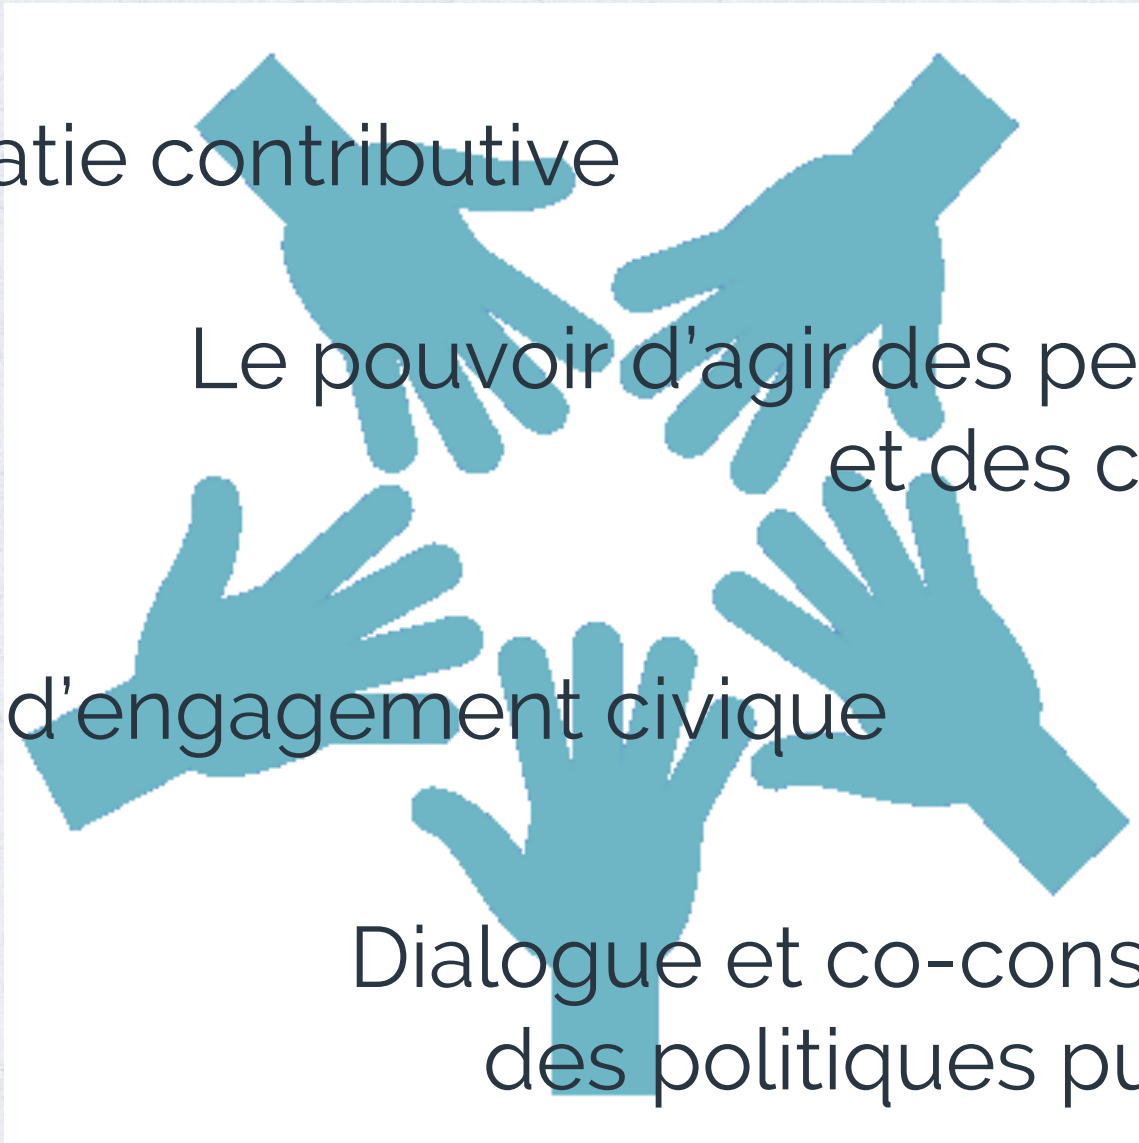 atie contributive
Le pouvoir d’agir des pe
et des c
d’engagement civique
Dialogue et co-cons
des politiques pu